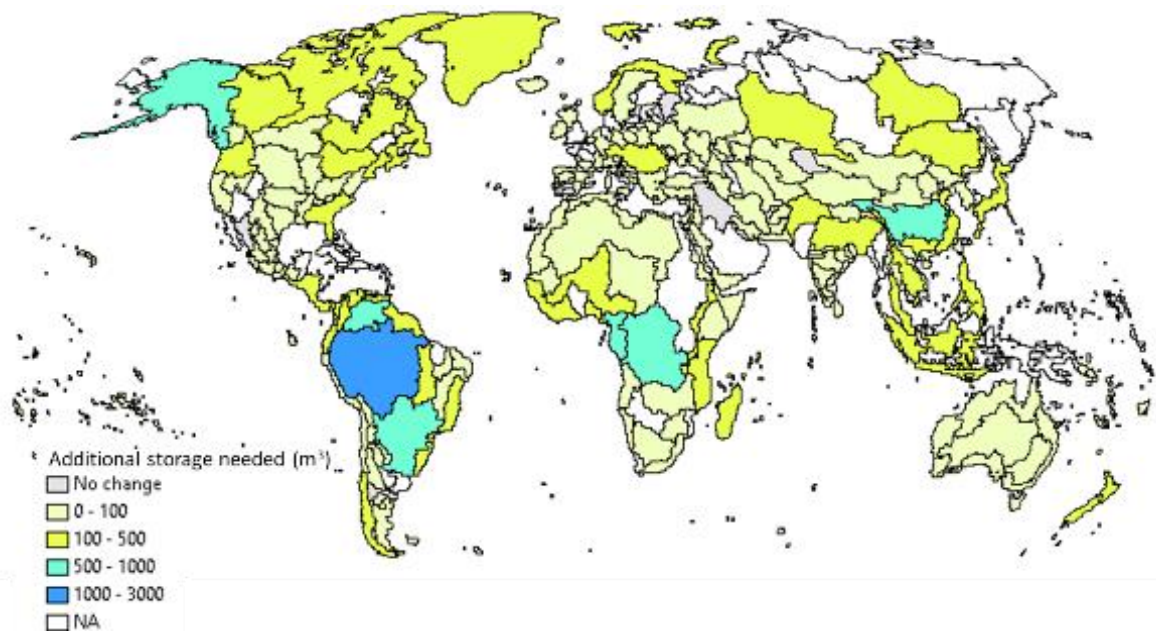 Additional storage needed (m³)
No change
0 - 100
100 - 500
500 - 1000
1000 - 3000
NA